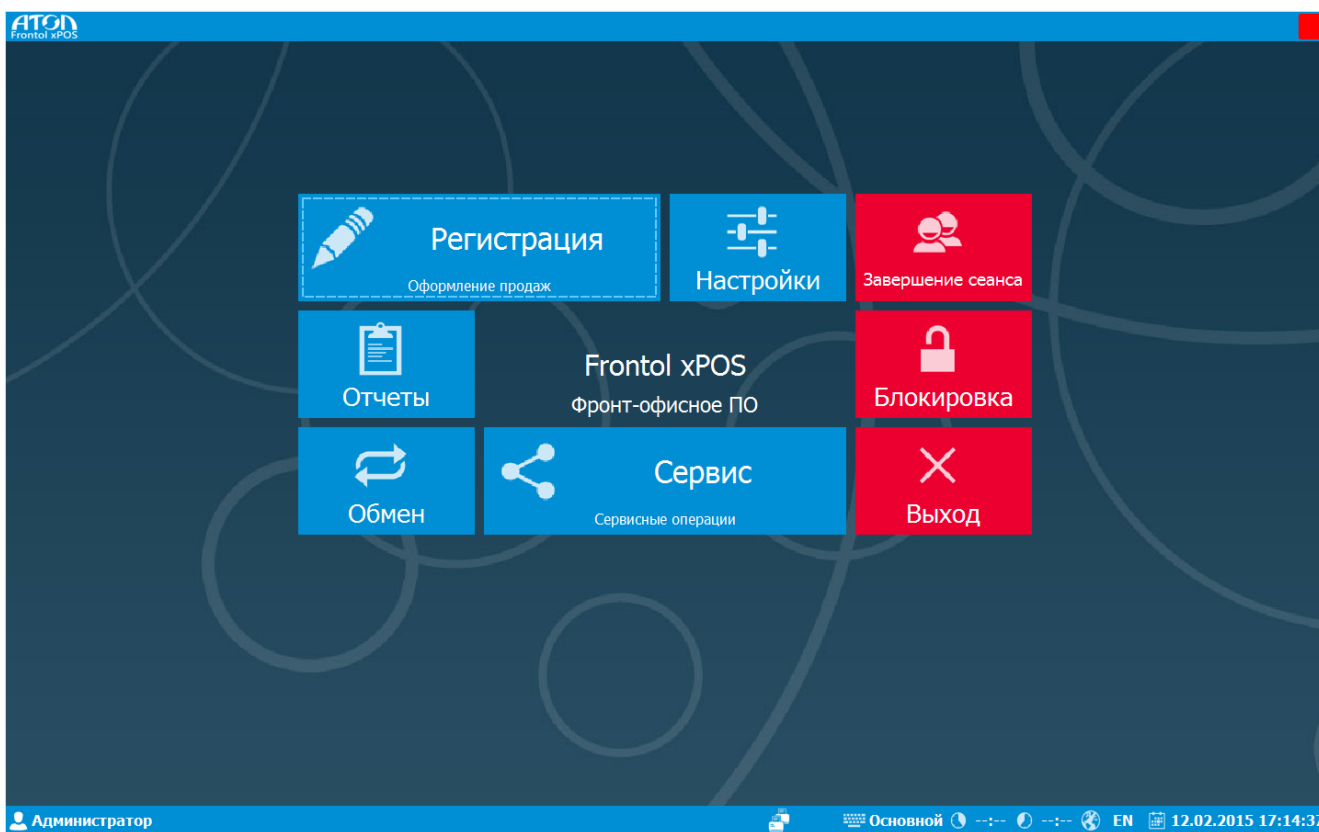 ATOL
Frontol xPOS
Регистрация
Оформление продаж
Настройки
Завершение сеанса
Отчеты
Frontol xPOS
Фронт-офисное ПО
Блокировка
Обмен
Сервис
Сервисные операции
Выход
Администратор
Основной --:-- --:-- EN 12.02.2015 17:14:37